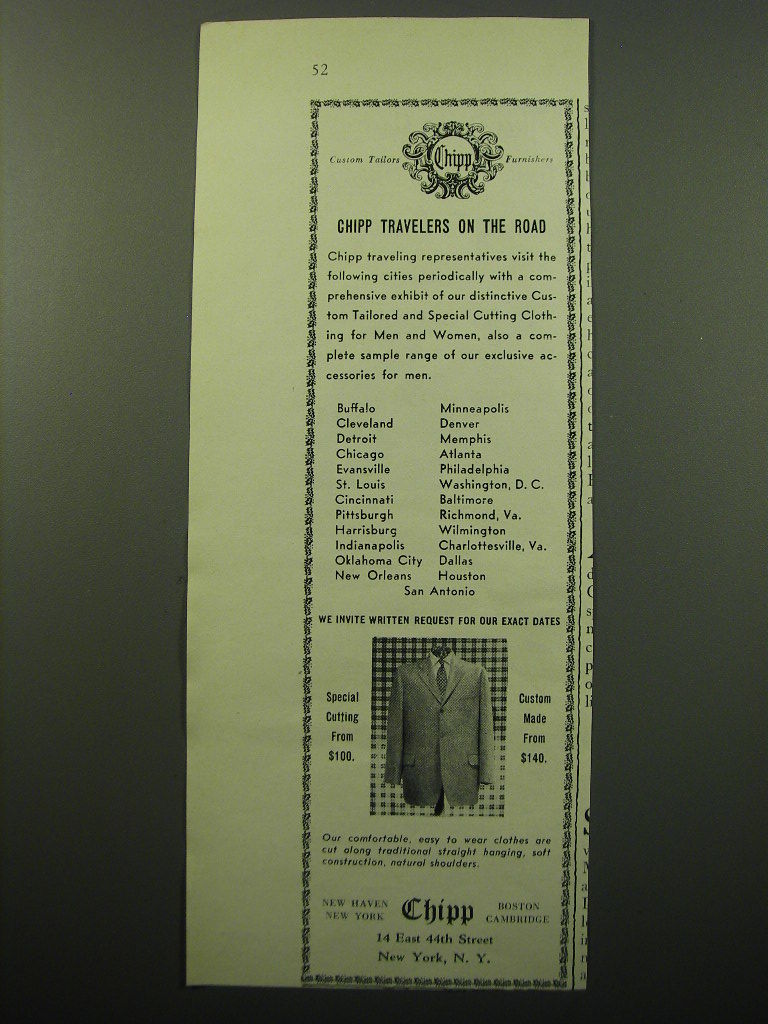 52
Custom Tailors Chipp Furnishers
CHIPP TRAVELERS ON THE ROAD
Chipp traveling representatives visit the
following cities periodically with a com-
prehensive exhibit of our distinctive Cus-
tom Tailored and Special Cutting Cloth-
ing for Men and Women, also a com-
plete sample range of our exclusive ac-
cessories for men.
Buffalo Minneapolis
Cleveland Denver
Detroit Memphis
Chicago Atlanta
Evansville Philadelphia
St. Louis Washington, D. C.
Cincinnati Baltimore
Pittsburgh Richmond, Va.
Harrisburg Wilmington
Indianapolis Charlottesville, Va.
Oklahoma City Dallas
New Orleans Houston
San Antonio
WE INVITE WRITTEN REQUEST FOR OUR EXACT DATES
Special
Cutting
From
$100.
Custom
Made
From
$140.
Our comfortable, easy to wear clothes are
cut along traditional straight hanging, soft
construction, natural shoulders.
NEW HAVEN
NEW YORK
Chipp
BOSTON
CAMBRIDGE
14 East 44th Street
New York, N. Y.